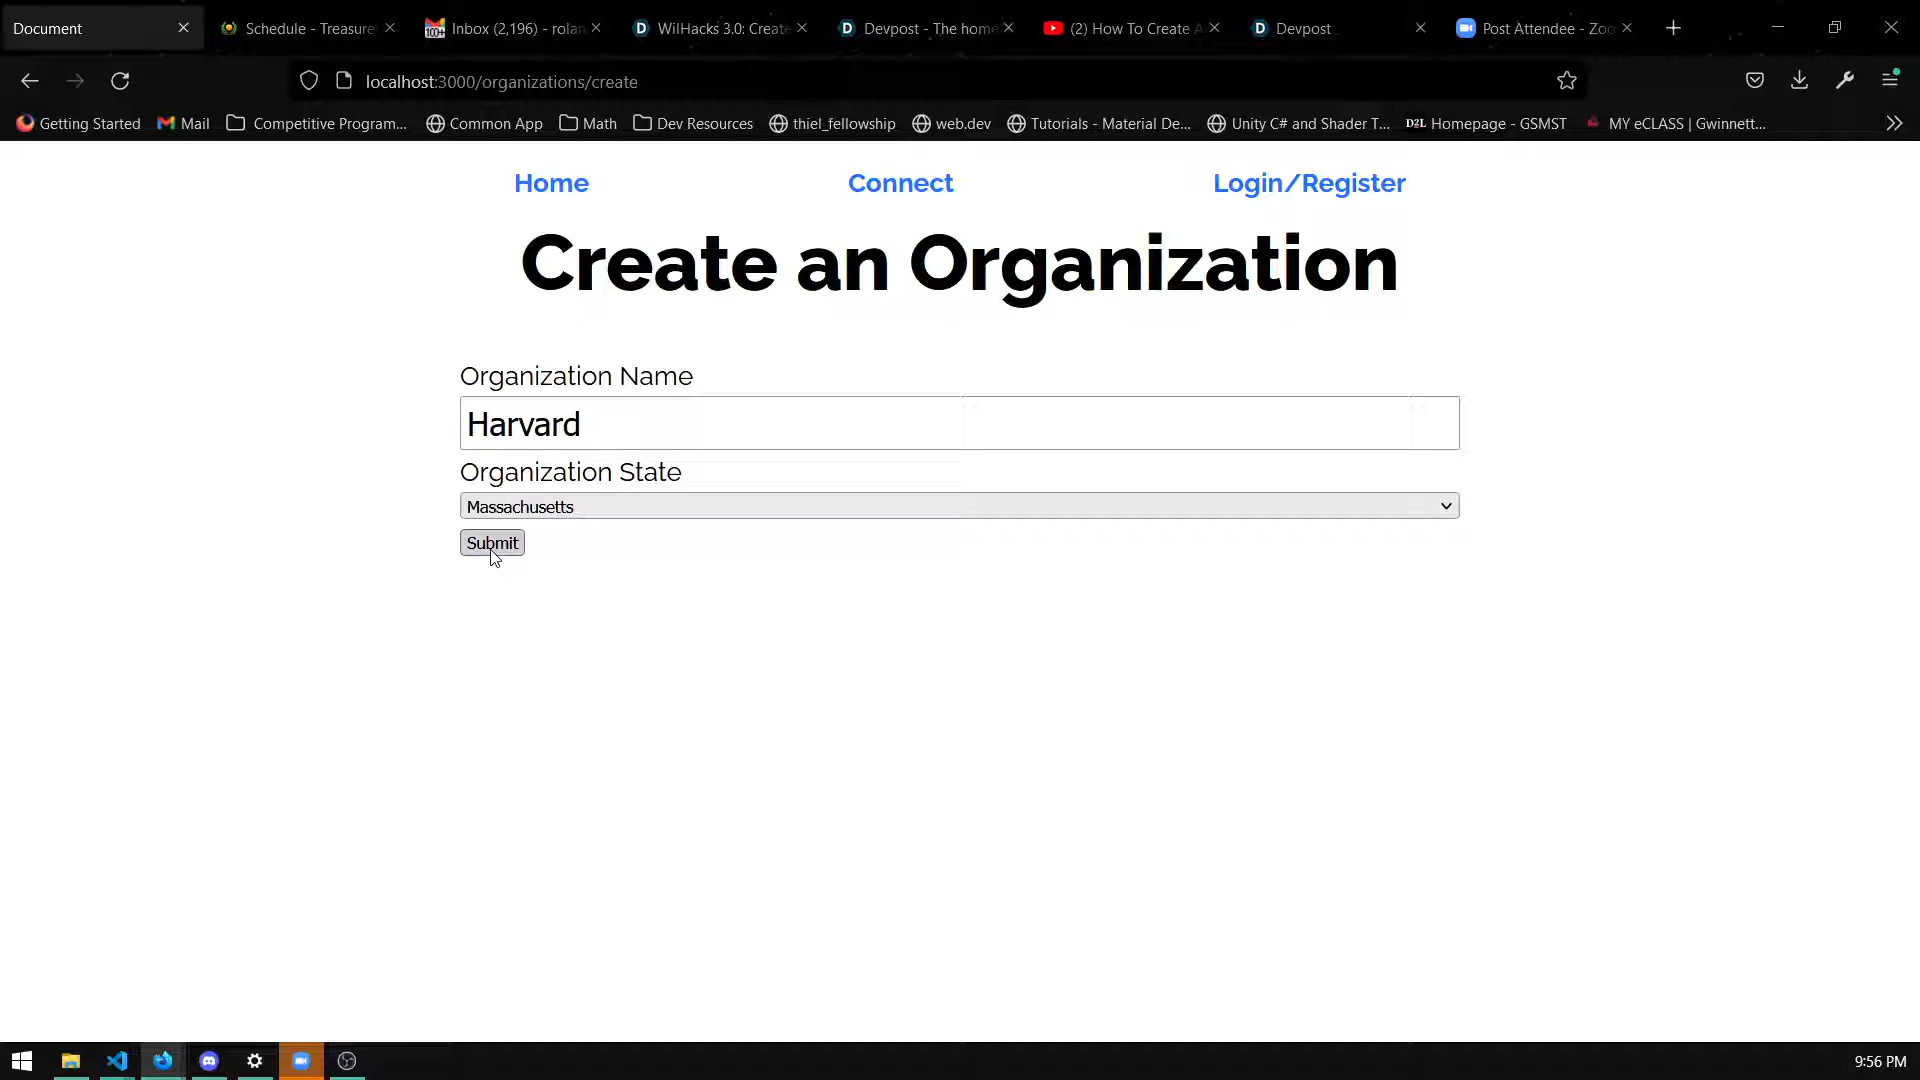 Document
Schedule - Treasure
Inbox (2,196) - rolan
WilHacks 3.0: Create
Devpost - The home
(2) How To Create A
Devpost
Post Attendee - Zoo
localhost:3000/organizations/create
Getting Started
Mail
Competitive Program...
Common App
Math
Dev Resources
thiel_fellowship
web.dev
Tutorials - Material De...
Unity C# and Shader T...
D2L Homepage - GSMST
MY eCLASS | Gwinnett...
Home
Connect
Login/Register
Create an Organization
Organization Name
Harvard
Organization State
Massachusetts
Submit
9:56 PM